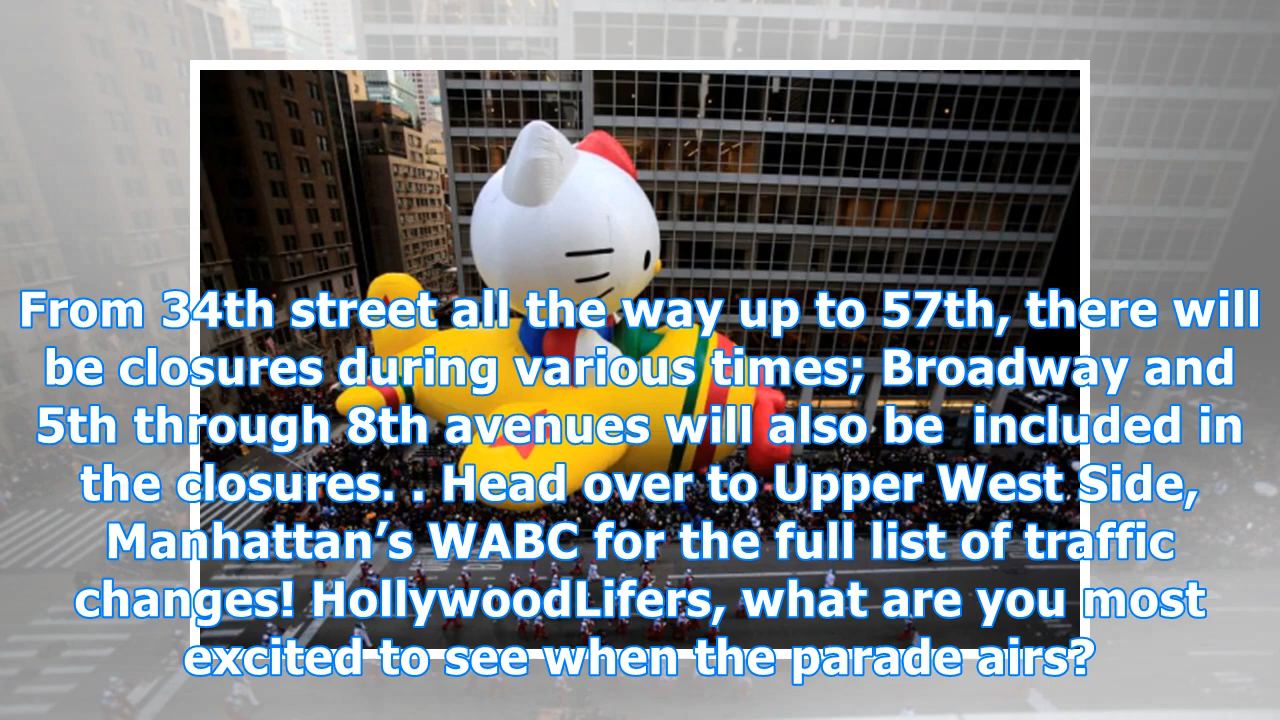 From 34th street all the way up to 57th, there will
be closures during various times; Broadway and
5th through 8th avenues will also be  included in
the closures. . Head over to Upper West Side,
Manhattan’s WABC for the full list of traffic
changes! HollywoodLifers, what are you most
excited to see when the parade airs?